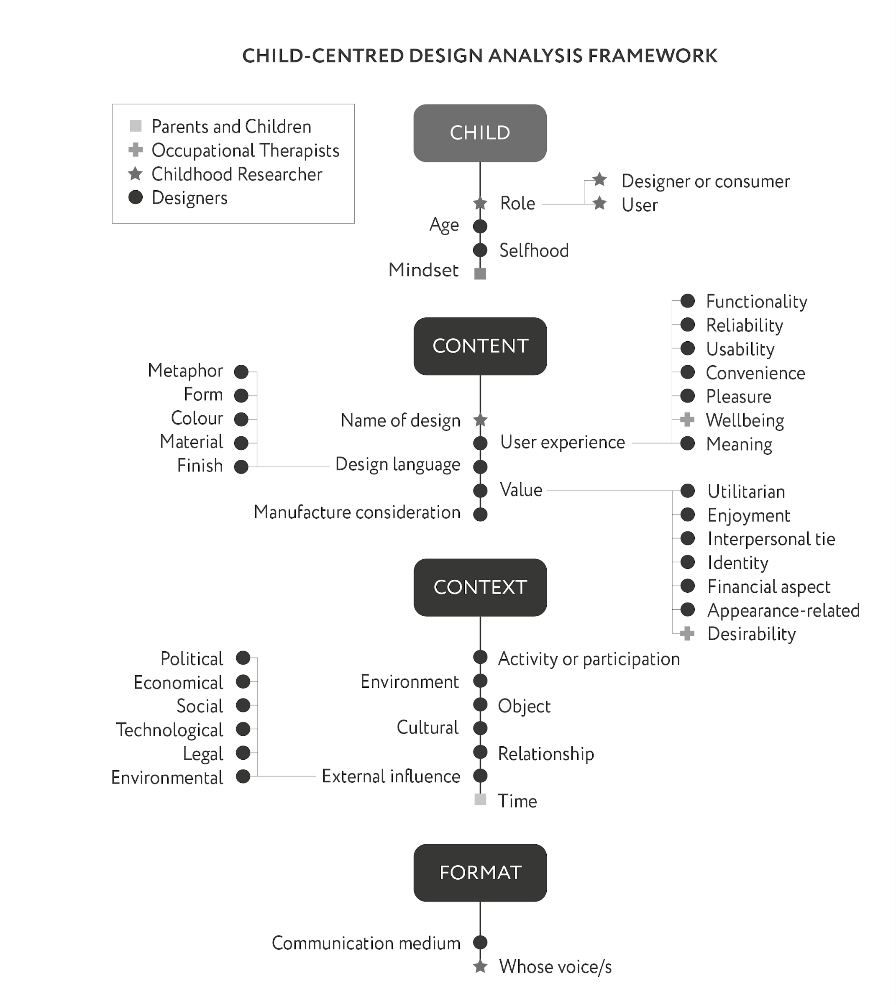 CHILD-CENTRED DESIGN ANALYSIS FRAMEWORK
Parents and Children
Occupational Therapists
Childhood Researcher
Designers
CHILD
Role
Designer or consumer
User
Age
Selfhood
Mindset
CONTENT
Name of design
User experience
Functionality
Reliability
Usability
Convenience
Pleasure
Wellbeing
Meaning
Metaphor
Form
Colour
Material
Finish
Design language
Value
Utilitarian
Enjoyment
Interpersonal tie
Identity
Financial aspect
Appearance-related
Desirability
Manufacture consideration
CONTEXT
Activity or participation
Environment
Object
Cultural
Relationship
Political
Economical
Social
Technological
Legal
Environmental
External influence
Time
FORMAT
Communication medium
Whose voice/s